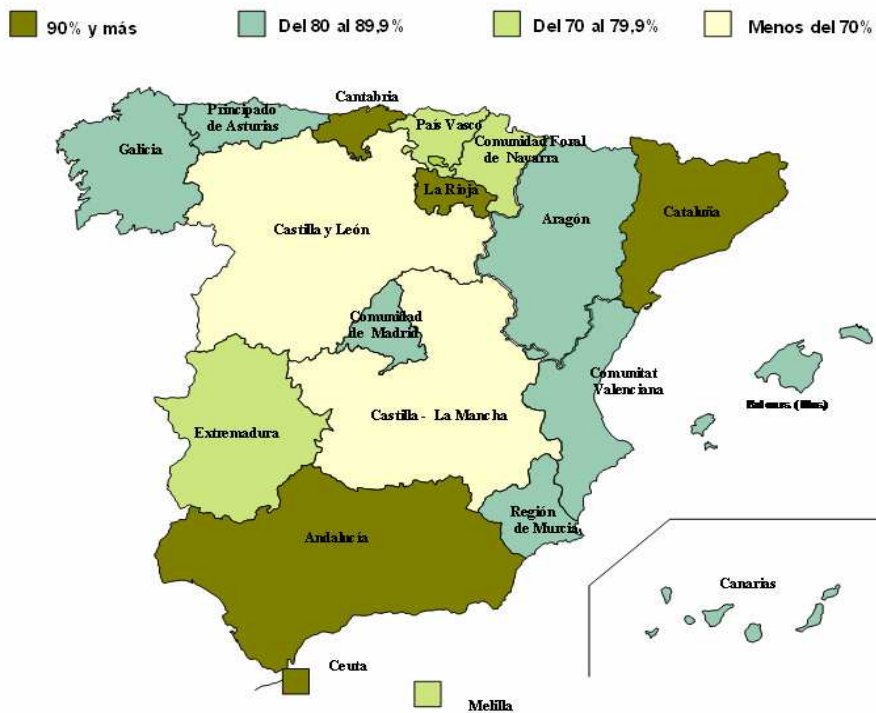 90% y más
Del 80 al 89,9%
Del 70 al 79,9%
Menos del 70%
Cantabria
Principado
de Asturias
País Vasco
Galicia
Comunidad Foral
de Navarra
La Rioja
Cataluña
Aragón
Castilla y León
Comunidad
de Madrid
Comunitat
Valenciana
Castilla - La Mancha
Extremadura
Región
de Murcia
Andalucía
Canarias
Ceuta
Melilla